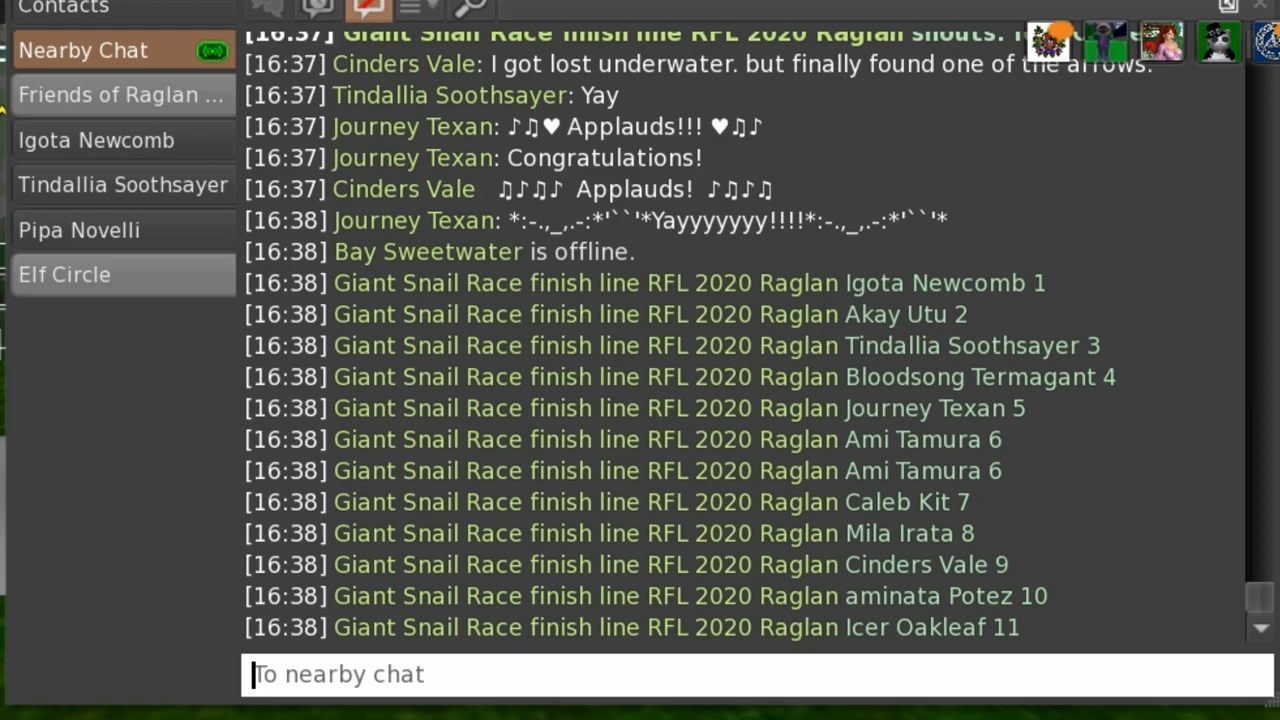 Contacts
Nearby Chat
Friends of Raglan ...
Igota Newcomb
Tindallia Soothsayer
Pipa Novelli
Elf Circle
[16:37] Giant Snail Race finish line RFL 2020 Raglan shouts:
[16:37] Cinders Vale: I got lost underwater. but finally found one of the arrows.
[16:37] Tindallia Soothsayer: Yay
[16:37] Journey Texan: ♪♫♥ Applauds!!! ♥♫♪
[16:37] Journey Texan: Congratulations!
[16:37] Cinders Vale ♫♪♫♪ Applauds! ♪♫♪♫
[16:38] Journey Texan: *:-.,_,.-:*'``'*Yayyyyyyy!!!!*:-.,_,.-:*'``'*
[16:38] Bay Sweetwater is offline.
[16:38] Giant Snail Race finish line RFL 2020 Raglan Igota Newcomb 1
[16:38] Giant Snail Race finish line RFL 2020 Raglan Akay Utu 2
[16:38] Giant Snail Race finish line RFL 2020 Raglan Tindallia Soothsayer 3
[16:38] Giant Snail Race finish line RFL 2020 Raglan Bloodsong Termagant 4
[16:38] Giant Snail Race finish line RFL 2020 Raglan Journey Texan 5
[16:38] Giant Snail Race finish line RFL 2020 Raglan Ami Tamura 6
[16:38] Giant Snail Race finish line RFL 2020 Raglan Ami Tamura 6
[16:38] Giant Snail Race finish line RFL 2020 Raglan Caleb Kit 7
[16:38] Giant Snail Race finish line RFL 2020 Raglan Mila Irata 8
[16:38] Giant Snail Race finish line RFL 2020 Raglan Cinders Vale 9
[16:38] Giant Snail Race finish line RFL 2020 Raglan aminata Potez 10
[16:38] Giant Snail Race finish line RFL 2020 Raglan Icer Oakleaf 11
To nearby chat